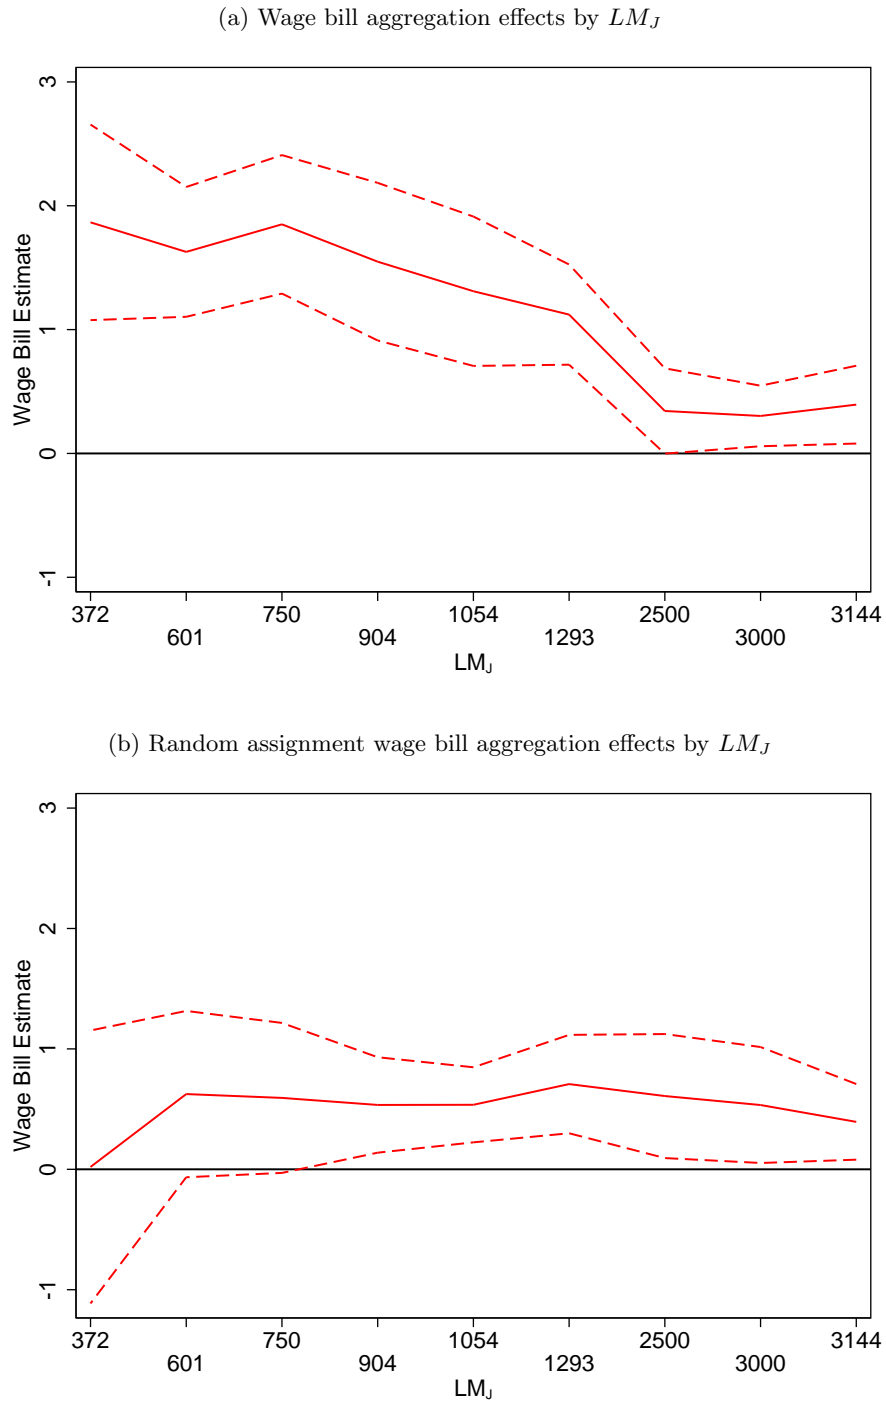 (a) Wage bill aggregation effects by LM_J
3
2
1
0
-1
Wage Bill Estimate
372 750 1054 2500 3144
601 904 1293 3000
LM_J
(b) Random assignment wage bill aggregation effects by LM_J
3
2
1
0
-1
Wage Bill Estimate
372 750 1054 2500 3144
601 904 1293 3000
LM_J